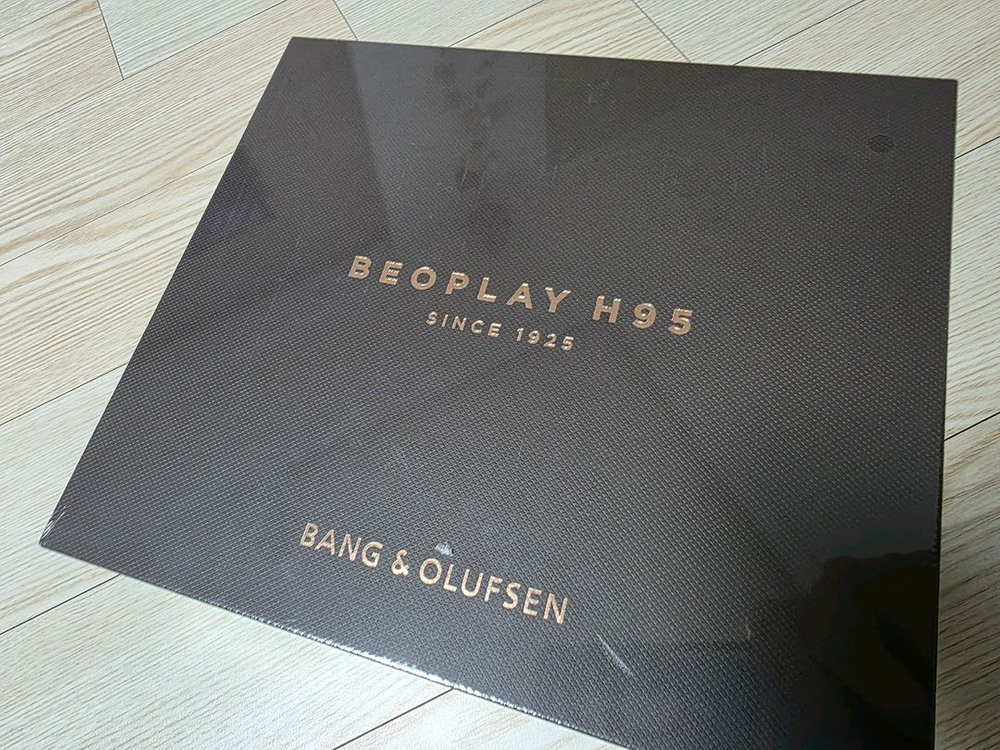 BEOPLAY H95
SINCE 1925
BANG & OLUFSEN